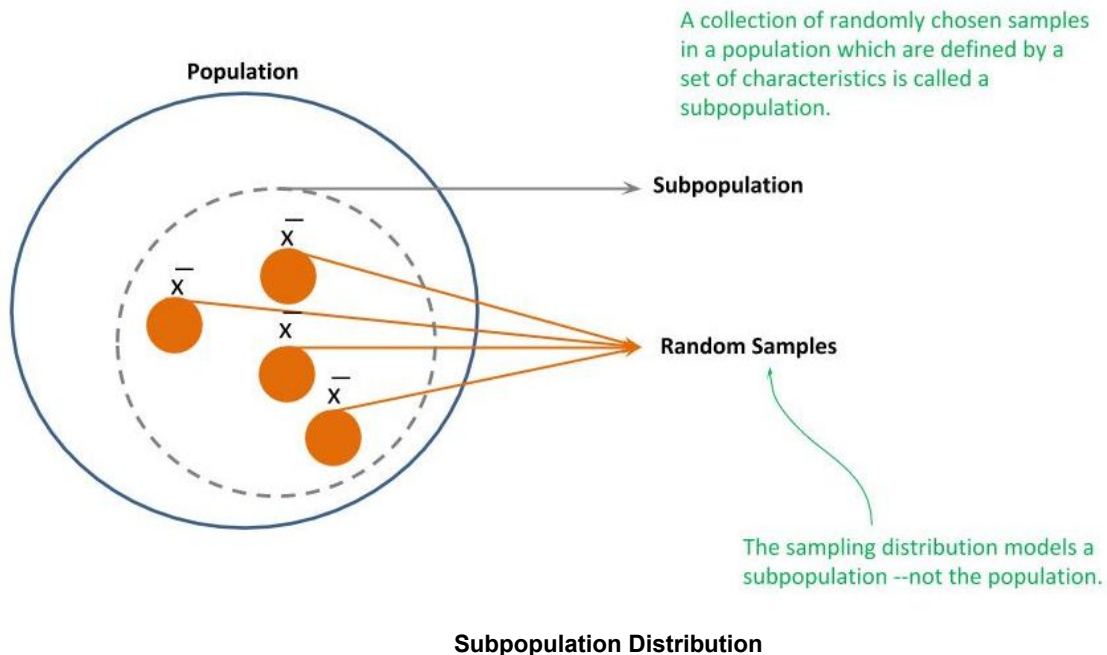 A collection of randomly chosen samples
in a population which are defined by a
set of characteristics is called a
subpopulation.
Population
Subpopulation
x̄
x̄
x̄
x̄
Random Samples
The sampling distribution models a
subpopulation --not the population.
Subpopulation Distribution